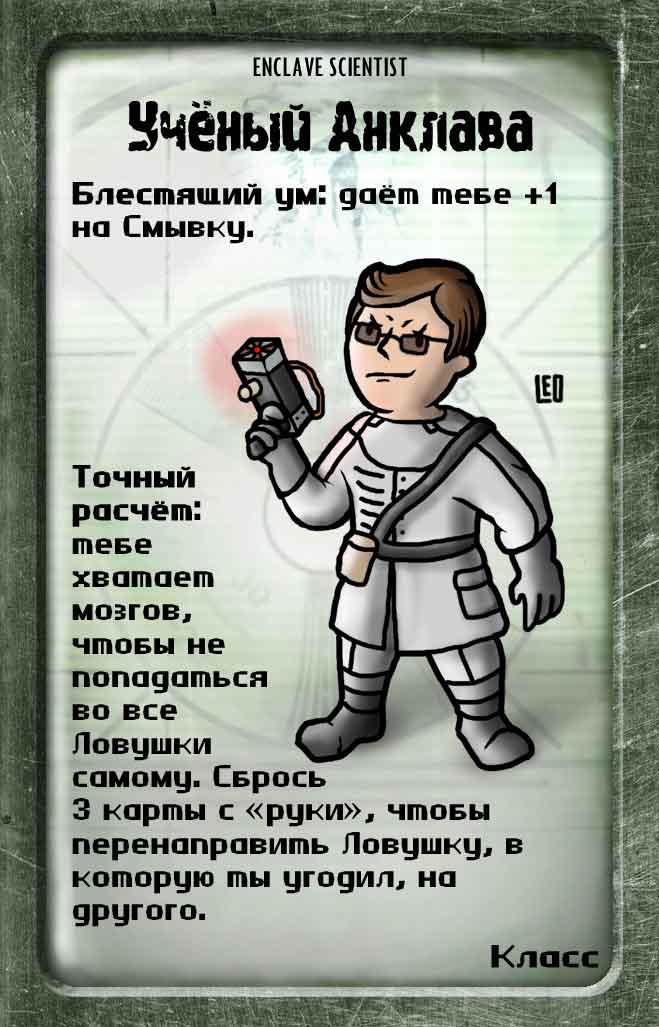 ENCLAVE SCIENTIST
Учёный Анклава
Блестящий ум: даёт тебе +1
на Смывку.
LEO
Точный
расчёт:
тебе
хватает
мозгов,
чтобы не
попадаться
во все
Ловушки
самому. Сбрось
3 карты с «руки», чтобы
перенаправить Ловушку, в
которую ты угодил, на
другого.
Класс